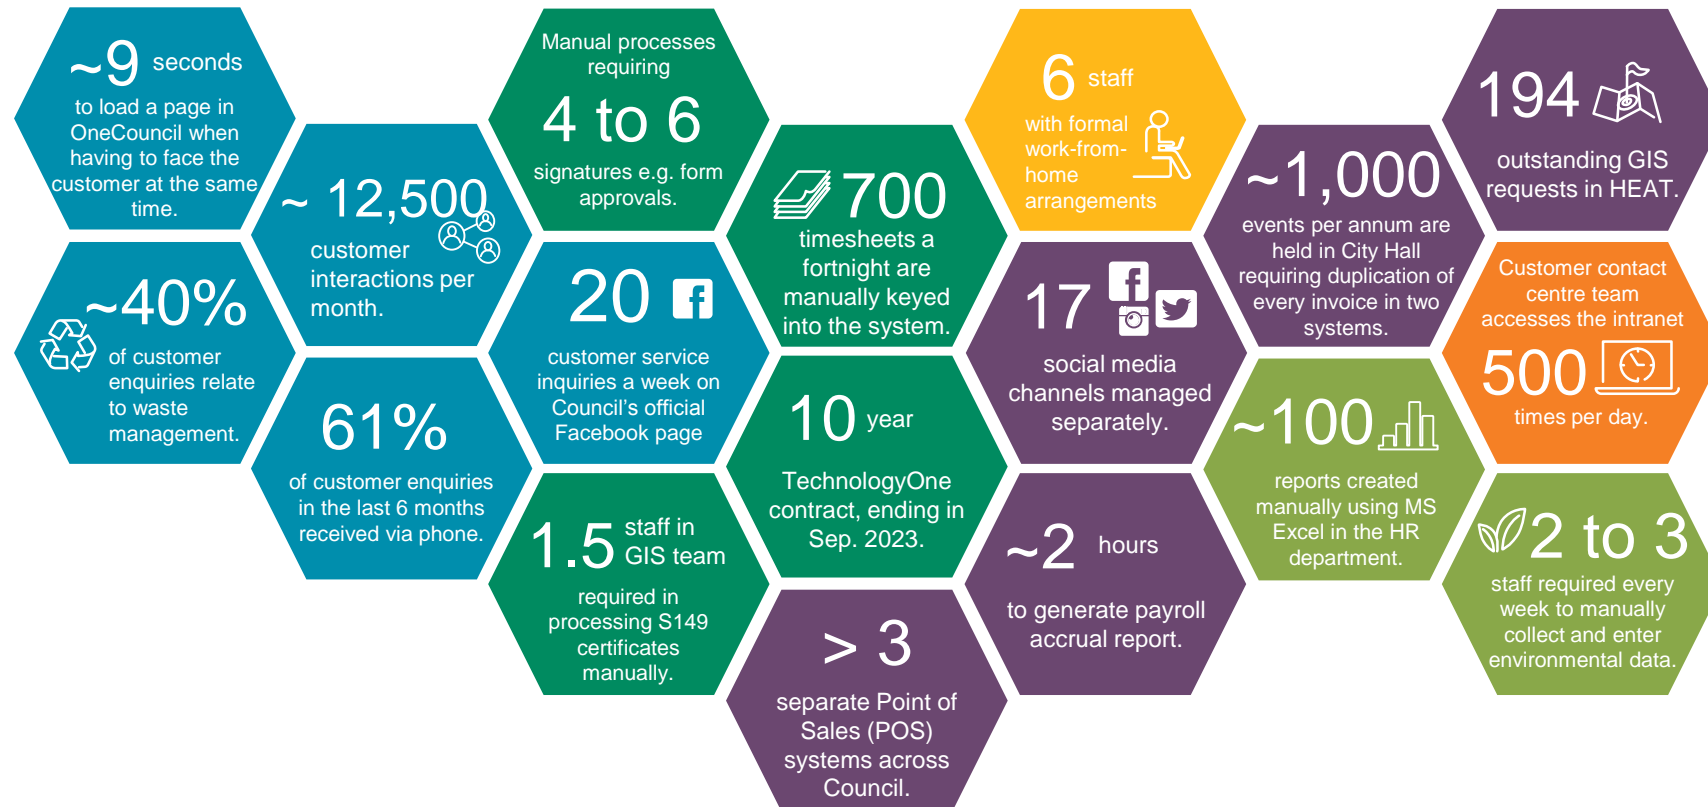 ~9 seconds
to load a page in
OneCouncil when
having to face the
customer at the same
time.
~40%
of customer
enquiries relate
to waste
management.
~ 12,500
customer
interactions per
month.
61%
of customer enquiries
in the last 6 months
received via phone.
Manual processes
requiring
4 to 6
signatures e.g. form
approvals.
20
customer service
inquiries a week on
Council's official
Facebook page
1.5 staff in
GIS team
required in
processing S149
certificates
manually.
700
timesheets a
fortnight are
manually keyed
into the system.
10 year
TechnologyOne
contract, ending in
Sep. 2023.
> 3
separate Point of
Sales (POS)
systems across
Council.
6 staff
with formal
work-from-
home
arrangements
17
social media
channels managed
separately.
~2 hours
to generate payroll
accrual report.
~1,000
events per annum are
held in City Hall
requiring duplication of
every invoice in two
systems.
~100
reports created
manually using MS
Excel in the HR
department.
194
outstanding GIS
requests in HEAT.
Customer contact
centre team
accesses the intranet
500
times per day.
2 to 3
staff required every
week to manually
collect and enter
environmental data.